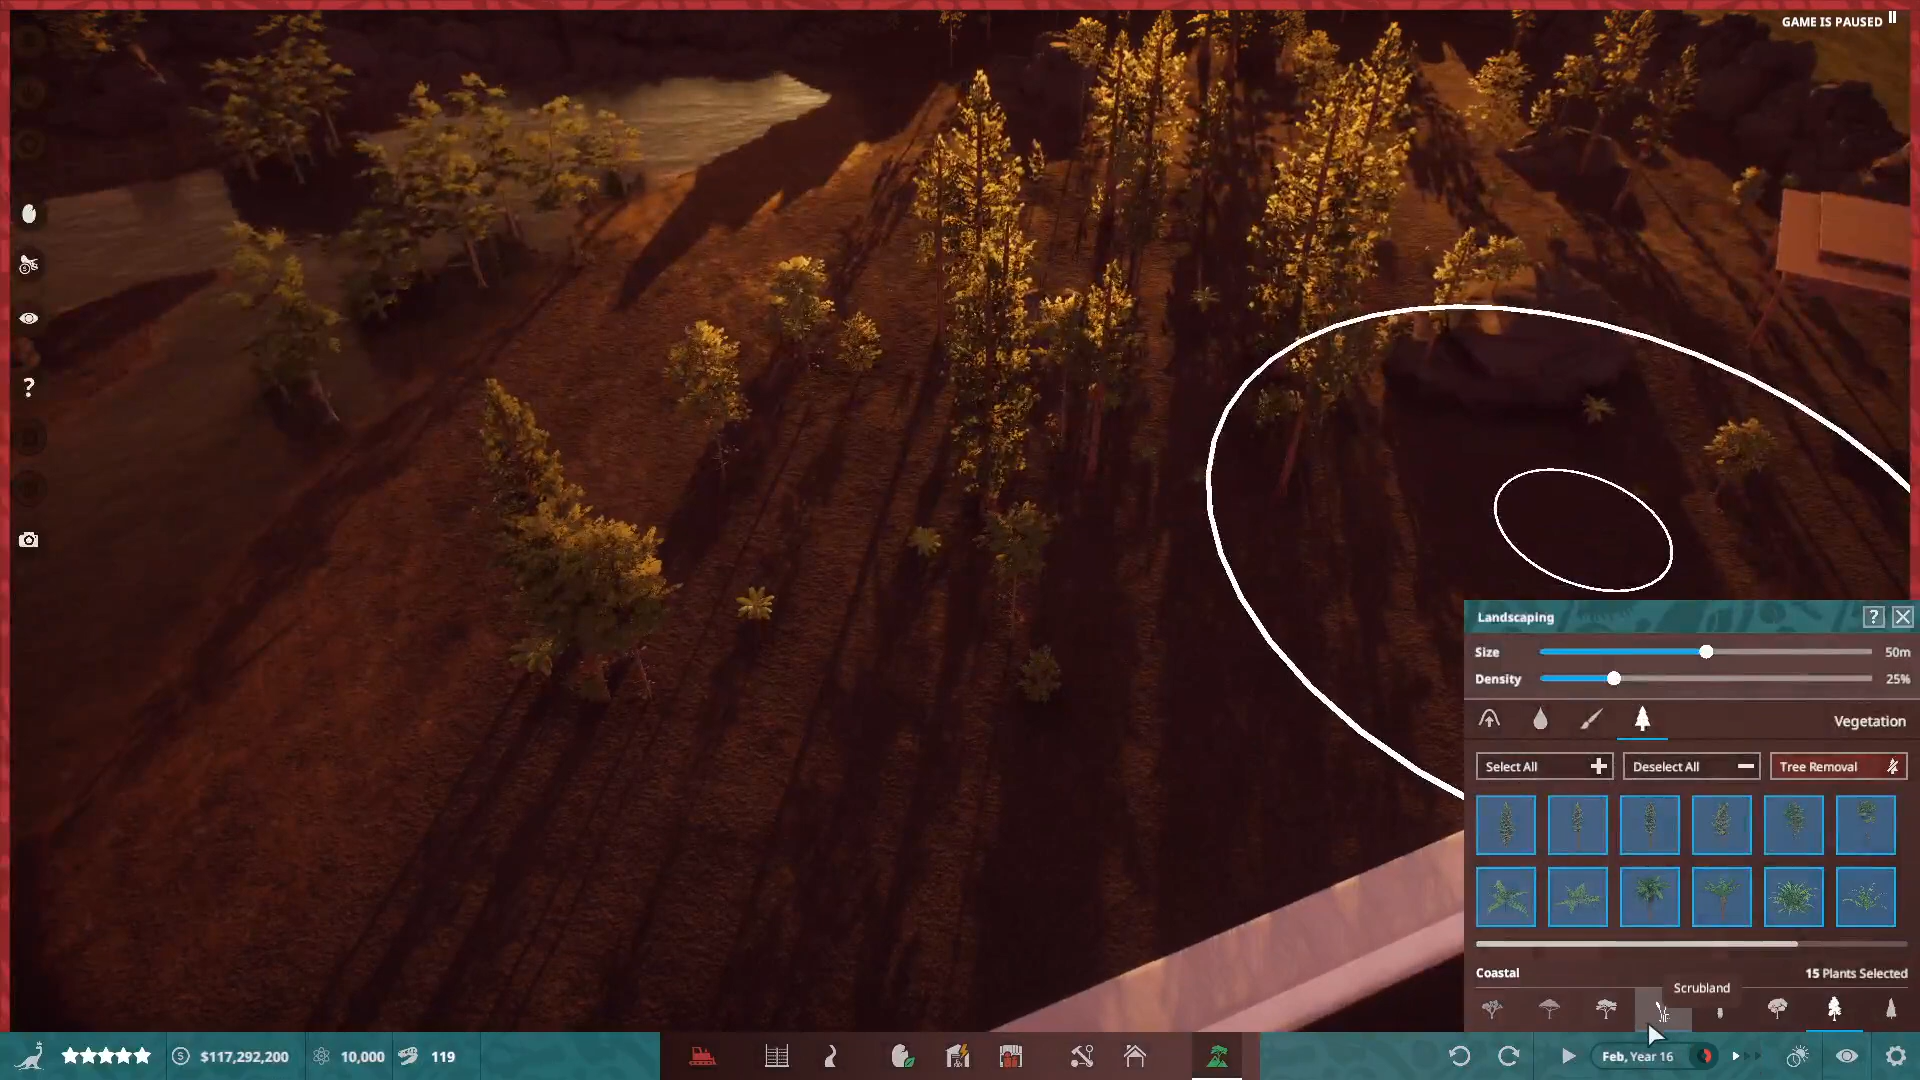 GAME IS PAUSED
?
Landscaping
?
Size
50m
Density
25%
Vegetation
Select All
Deselect All
Tree Removal
Coastal
15 Plants Selected
Scrubland
$117,292,200
10,000
119
Feb, Year 16